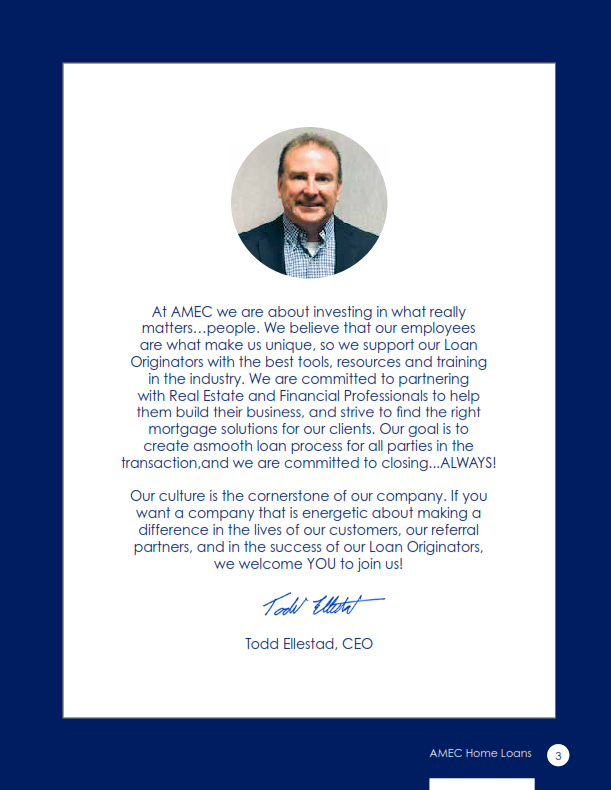 At AMEC we are about investing in what really
matters...people. We believe that our employees
are what make us unique, so we support our Loan
Originators with the best tools, resources and training
in the industry. We are committed to partnering
with Real Estate and Financial Professionals to help
them build their business, and strive to find the right
mortgage solutions for our clients. Our goal is to
create asmooth loan process for all parties in the
transaction,and we are committed to closing...ALWAYS!
Our culture is the cornerstone of our company. If you
want a company that is energetic about making a
difference in the lives of our customers, our referral
partners, and in the success of our Loan Originators,
we welcome YOU to join us!
Todd Ellestad
Todd Ellestad, CEO
AMEC Home Loans
3